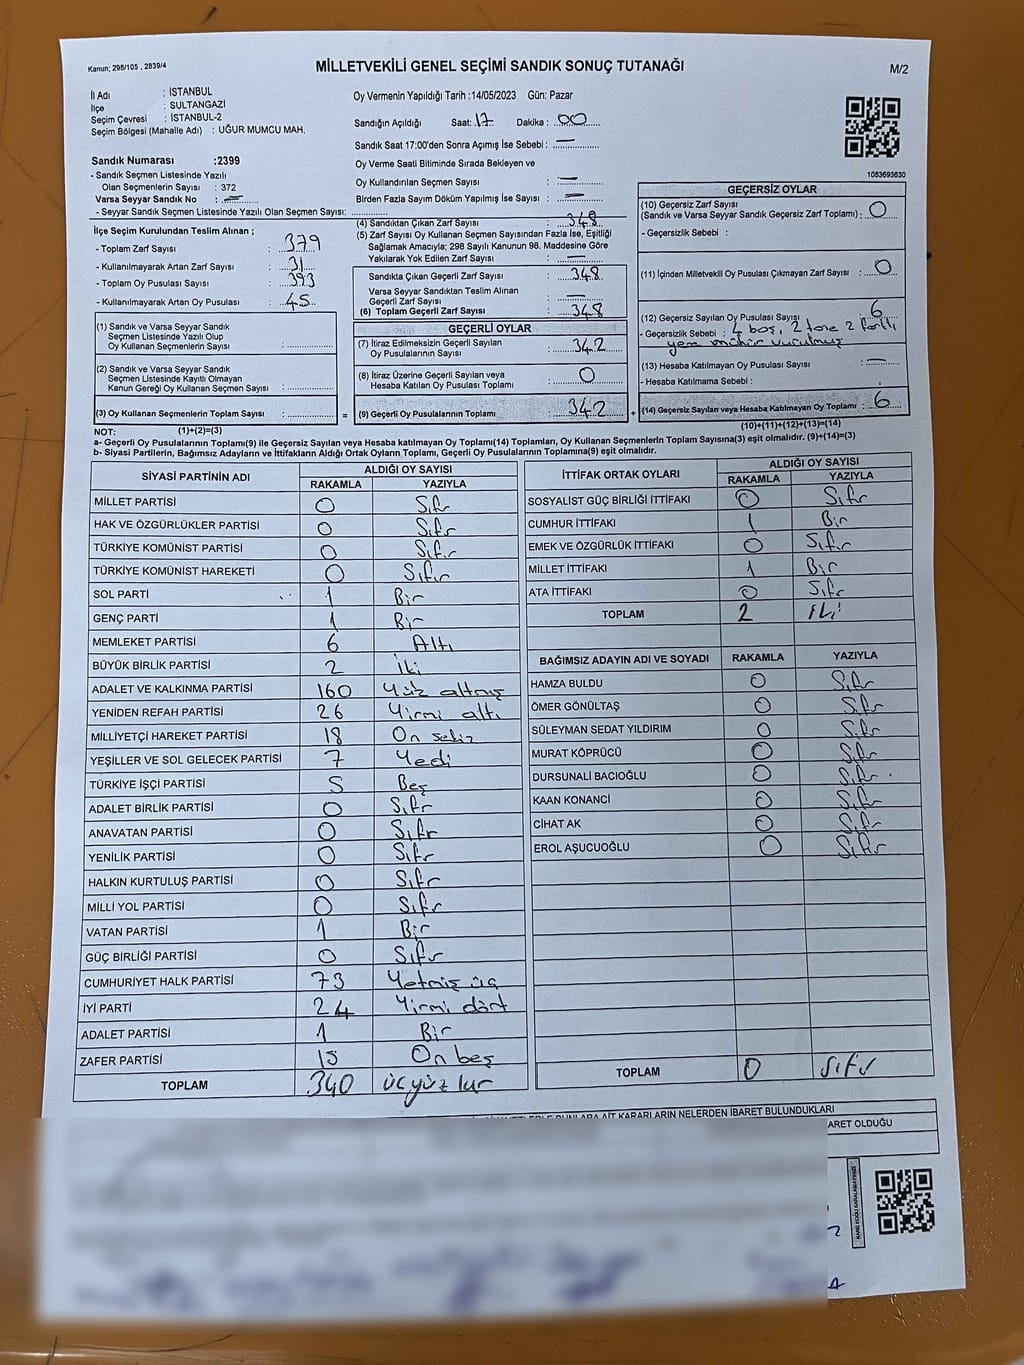 Kanun; 298/105 , 2839/4
MİLLETVEKİLİ GENEL SEÇİMİ SANDIK SONUÇ TUTANAĞI
M/2
İl Adı : İSTANBUL
İlçe : SULTANGAZİ
Seçim Çevresi : İSTANBUL-2
Seçim Bölgesi (Mahalle Adı) : UĞUR MUMCU MAH.
Sandık Numarası :2399
- Sandık Seçmen Listesinde Yazılı
Olan Seçmenlerin Sayısı : 372
Varsa Seyyar Sandık No : —
- Seyyar Sandık Seçmen Listesinde Yazılı Olan Seçmen Sayısı:
Oy Vermenin Yapıldığı Tarih :14/05/2023 Gün: Pazar
Sandığın Açıldığı Saat: 17 Dakika : 00
Sandık Saat 17:00'den Sonra Açımış İse Sebebi : —
Oy Verme Saati Bitiminde Sırada Bekleyen ve
Oy Kullandırılan Seçmen Sayısı : —
Birden Fazla Sayım Döküm Yapılmış İse Sayısı : —
1083693630
İlçe Seçim Kurulundan Teslim Alınan ;
- Toplam Zarf Sayısı : 379
- Kullanılmayarak Artan Zarf Sayısı : 31
- Toplam Oy Pusulası Sayısı : 393
- Kullanılmayarak Artan Oy Pusulası : 45
(1) Sandık ve Varsa Seyyar Sandık
Seçmen Listesinde Yazılı Olup
Oy Kullanan Seçmenlerin Sayısı :
(2) Sandık ve Varsa Seyyar Sandık
Seçmen Listesinde Kayıtlı Olmayan
Kanun Gereği Oy Kullanan Seçmen Sayısı :
(3) Oy Kullanan Seçmenlerin Toplam Sayısı : =
(1)+(2)=(3)
(4) Sandıktan Çıkan Zarf Sayısı : 348
(5) Zarf Sayısı Oy Kullanan Seçmen Sayısından Fazla İse, Eşitliği
Sağlamak Amacıyla; 298 Sayılı Kanunun 98. Maddesine Göre
Yakılarak Yok Edilen Zarf Sayısı : —
Sandıkta Çıkan Geçerli Zarf Sayısı : 348
Varsa Seyyar Sandıktan Teslim Alınan
Geçerli Zarf Sayısı : —
(6) Toplam Geçerli Zarf Sayısı : 348
GEÇERLİ OYLAR
(7) İtiraz Edilmeksizin Geçerli Sayılan
Oy Pusulalarının Sayısı : 342
(8) İtiraz Üzerine Geçerli Sayılan veya
Hesaba Katılan Oy Pusulası Toplamı : 0
(9) Geçerli Oy Pusulalarının Toplamı : 342 +
GEÇERSİZ OYLAR
(10) Geçersiz Zarf Sayısı
(Sandık ve Varsa Seyyar Sandık Geçersiz Zarf Toplamı) : 0
- Geçersizlik Sebebi :
(11) İçinden Milletvekili Oy Pusulası Çıkmayan Zarf Sayısı : 0
(12) Geçersiz Sayılan Oy Pusulası Sayısı : 6
- Geçersizlik Sebebi : 4 boş, 2 tane 2 farklı
yere mühür vurulmuş
(13) Hesaba Katılmayan Oy Pusulası Sayısı : —
- Hesaba Katılmama Sebebi :
(14) Geçersiz Sayılan veya Hesaba Katılmayan Oy Toplamı : 6
(10)+(11)+(12)+(13)=(14)
NOT:
a- Geçerli Oy Pusulalarının Toplamı(9) ile Geçersiz Sayılan veya Hesaba katılmayan Oy Toplamı(14) Toplamları, Oy Kullanan Seçmenlerin Toplam Sayısına(3) eşit olmalıdır. (9)+(14)=(3)
b- Siyasi Partilerin, Bağımsız Adayların ve İttifakların Aldığı Ortak Oyların Toplamı, Geçerli Oy Pusulalarının Toplamına(9) eşit olmalıdır.
SİYASİ PARTİNİN ADI ALDIĞI OY SAYISI
RAKAMLA YAZIYLA
MİLLET PARTİSİ 0 Sıfır
HAK VE ÖZGÜRLÜKLER PARTİSİ 0 Sıfır
TÜRKİYE KOMÜNİST PARTİSİ 0 Sıfır
TÜRKİYE KOMÜNİST HAREKETİ 0 Sıfır
SOL PARTİ 1 Bir
GENÇ PARTİ 1 Bir
MEMLEKET PARTİSİ 6 Altı
BÜYÜK BİRLİK PARTİSİ 2 İki
ADALET VE KALKINMA PARTİSİ 160 Yüz altmış
YENİDEN REFAH PARTİSİ 26 Yirmi altı
MİLLİYETÇİ HAREKET PARTİSİ 18 On sekiz
YEŞİLLER VE SOL GELECEK PARTİSİ 7 Yedi
TÜRKİYE İŞÇİ PARTİSİ 5 Beş
ADALET BİRLİK PARTİSİ 0 Sıfır
ANAVATAN PARTİSİ 0 Sıfır
YENİLİK PARTİSİ 0 Sıfır
HALKIN KURTULUŞ PARTİSİ 0 Sıfır
MİLLİ YOL PARTİSİ 0 Sıfır
VATAN PARTİSİ 1 Bir
GÜÇ BİRLİĞİ PARTİSİ 0 Sıfır
CUMHURİYET HALK PARTİSİ 73 Yetmiş üç
İYİ PARTİ 24 Yirmi dört
ADALET PARTİSİ 1 Bir
ZAFER PARTİSİ 15 On beş
TOPLAM 340 üçyüz
İTTİFAK ORTAK OYLARI ALDIĞI OY SAYISI
RAKAMLA YAZIYLA
SOSYALİST GÜÇ BİRLİĞİ İTTİFAKI 0 Sıfır
CUMHUR İTTİFAKI 1 Bir
EMEK VE ÖZGÜRLÜK İTTİFAKI 0 Sıfır
MİLLET İTTİFAKI 1 Bir
ATA İTTİFAKI 0 Sıfır
TOPLAM 2 İki
BAĞIMSIZ ADAYIN ADI VE SOYADI RAKAMLA YAZIYLA
HAMZA BULDU 0 Sıfır
ÖMER GÖNÜLTAŞ 0 Sıfır
SÜLEYMAN SEDAT YILDIRIM 0 Sıfır
MURAT KÖPRÜCÜ 0 Sıfır
DURSUNALİ BACIOĞLU 0 Sıfır
KAAN KONANCİ 0 Sıfır
CİHAT AK 0 Sıfır
EROL AŞUCUOĞLU 0 Sıfır
TOPLAM 0 Sıfır
BUNLARA AİT KARARLARIN NELERDEN İBARET BULUNDUKLARI
ARET OLDUĞU